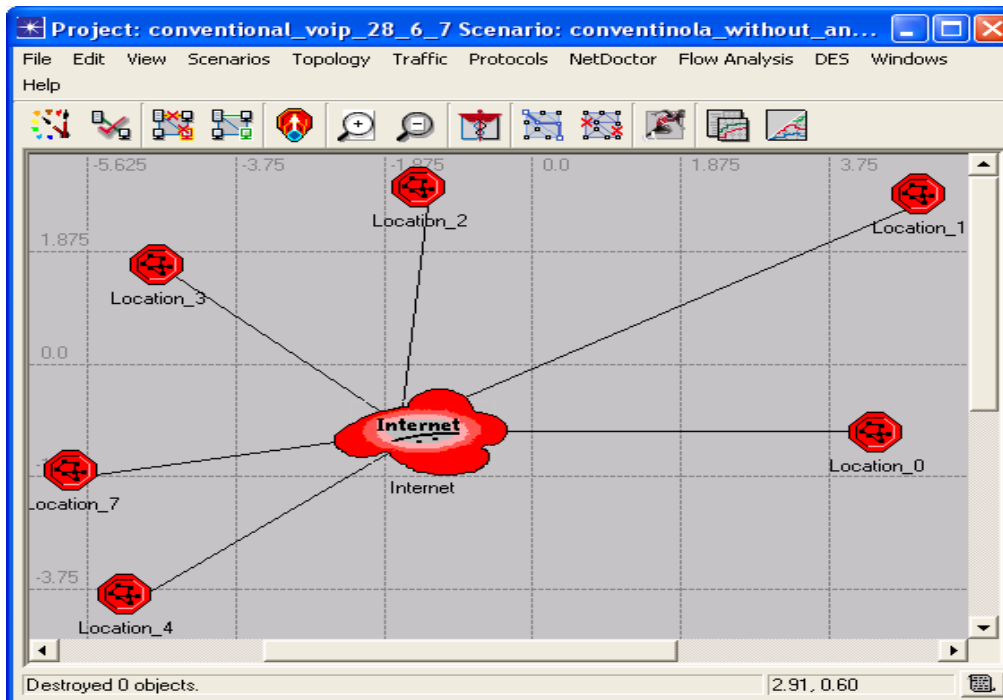 Project: conventional_voip_28_6_7 Scenario: conventinola_without_an...
File Edit View Scenarios Topology Traffic Protocols NetDoctor Flow Analysis DES Windows
Help
-5.625 -3.75 -1.875 0.0 1.875 3.75
Location_2
Location_1
1.875
Location_3
0.0
Internet
Location_0
Internet
Location_7
-3.75
Location_4
Destroyed 0 objects. 2.91, 0.60